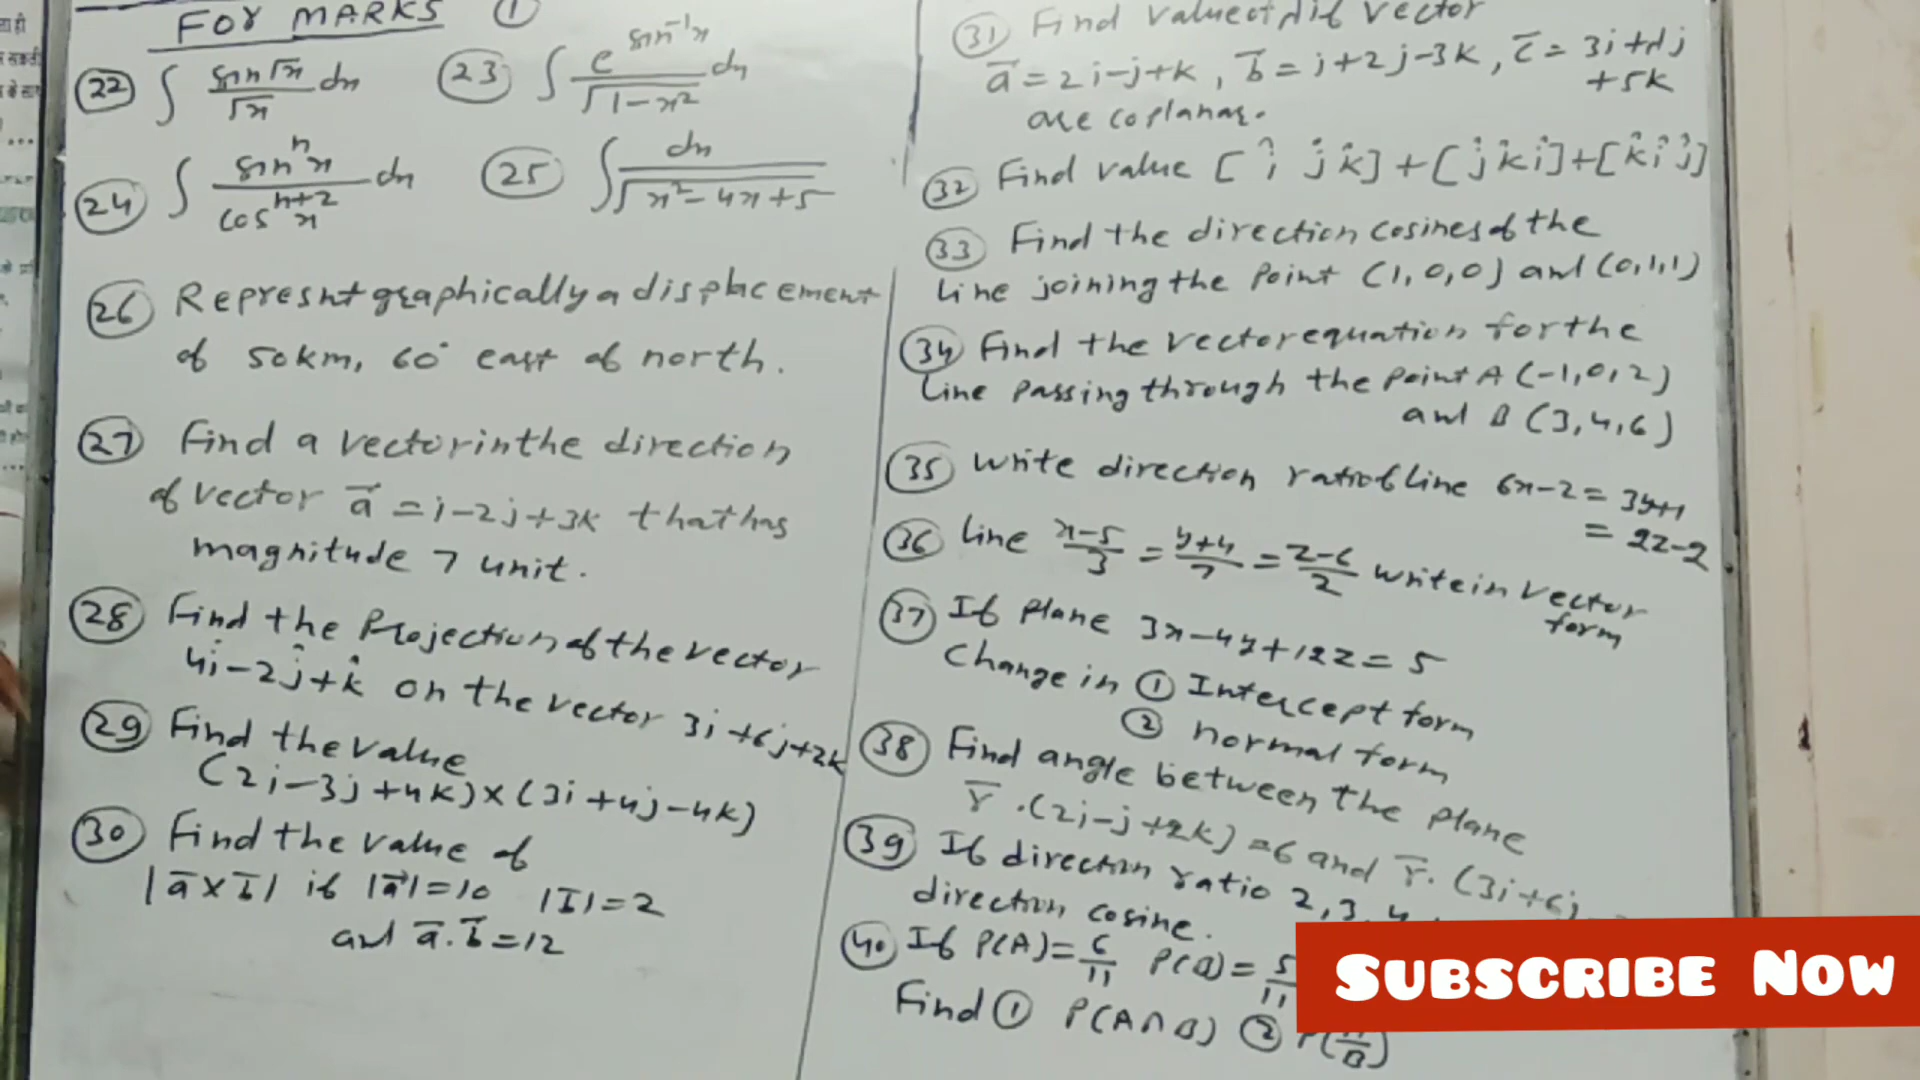 FOR MARKS ①
㉒ ∫ sin√x/√x dx ㉓ ∫ e^sin⁻¹x/√1-x² dx
㉔ ∫ sinⁿx/cosⁿ⁺²x dx ㉕ ∫ dx/√x²-4x+5
㉖ Represnt graphically a displacement
of 50km, 60° east of north.
㉗ Find a vector in the direction
of vector a⃗ = i-2j+3k that has
magnitude 7 unit.
㉘ Find the Projection of the vector
4i-2ĵ+k̂ on the vector 3i+6j+2k
㉙ Find the value
(2i-3j+4k)×(3i+4j-4k)
㉚ Find the value of
|a̅×b̅| if |a⃗|=10 |b̅|=2
and a̅.b̅=12
㉛ Find value of λ if vector
a̅=2i-j+k, b̅=i+2j-3k, c̅=3i+λj
+5k
are coplanar.
㉜ Find value [î ĵ k̂]+[ĵ k̂ î]+[k̂ î ĵ]
㉝ Find the direction cosines of the
line joining the point (1,0,0) and (0,1,1)
㉞ Find the vector equation for the
line passing through the point A (-1,0,2)
and B (3,4,6)
㉟ write direction ratio of line 6x-2=3y+1
=2z-2
㊱ line x-5/3 = y+4/7 = z-6/2 write in vector
form
㊲ If plane 3x-4y+12z=5
Change in ① Intercept form
② normal form
㊳ Find angle between the plane
r̅.(2i-j+2k)=6 and r̅.(3i+6j
㊴ If direction ratio 2,3,4
direction cosine.
㊵ If P(A)=6/11 P(B)=5/11
Find ① P(A∩B) ②
SUBSCRIBE NOW